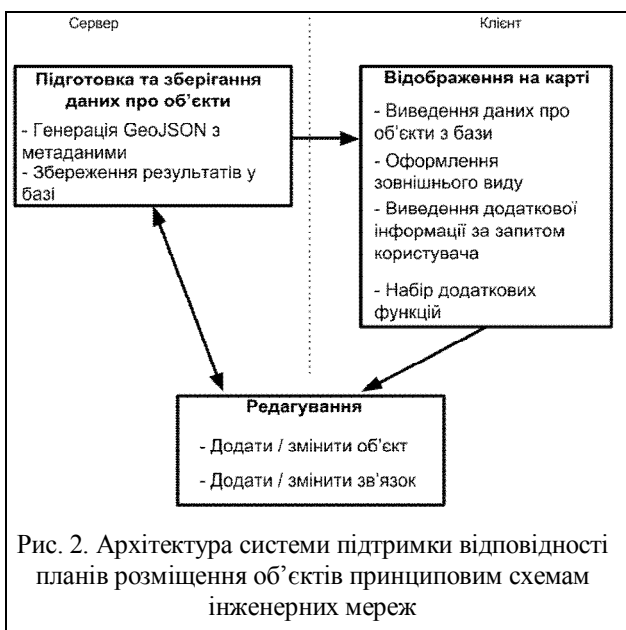 Сервер
Клієнт
Підготовка та зберігання
даних про об’єкти
- Генерація GeoJSON з
метаданими
- Збереження результатів у
базі
Відображення на карті
- Виведення даних про
об’єкти з бази
- Оформлення
зовнішнього виду
- Виведення додаткової
інформації за запитом
користувача
- Набір додаткових
функцій
Редагування
- Додати / змінити об’єкт
- Додати / змінити зв’язок
Рис. 2. Архітектура системи підтримки відповідності
планів розміщення об’єктів принциповим схемам
інженерних мереж